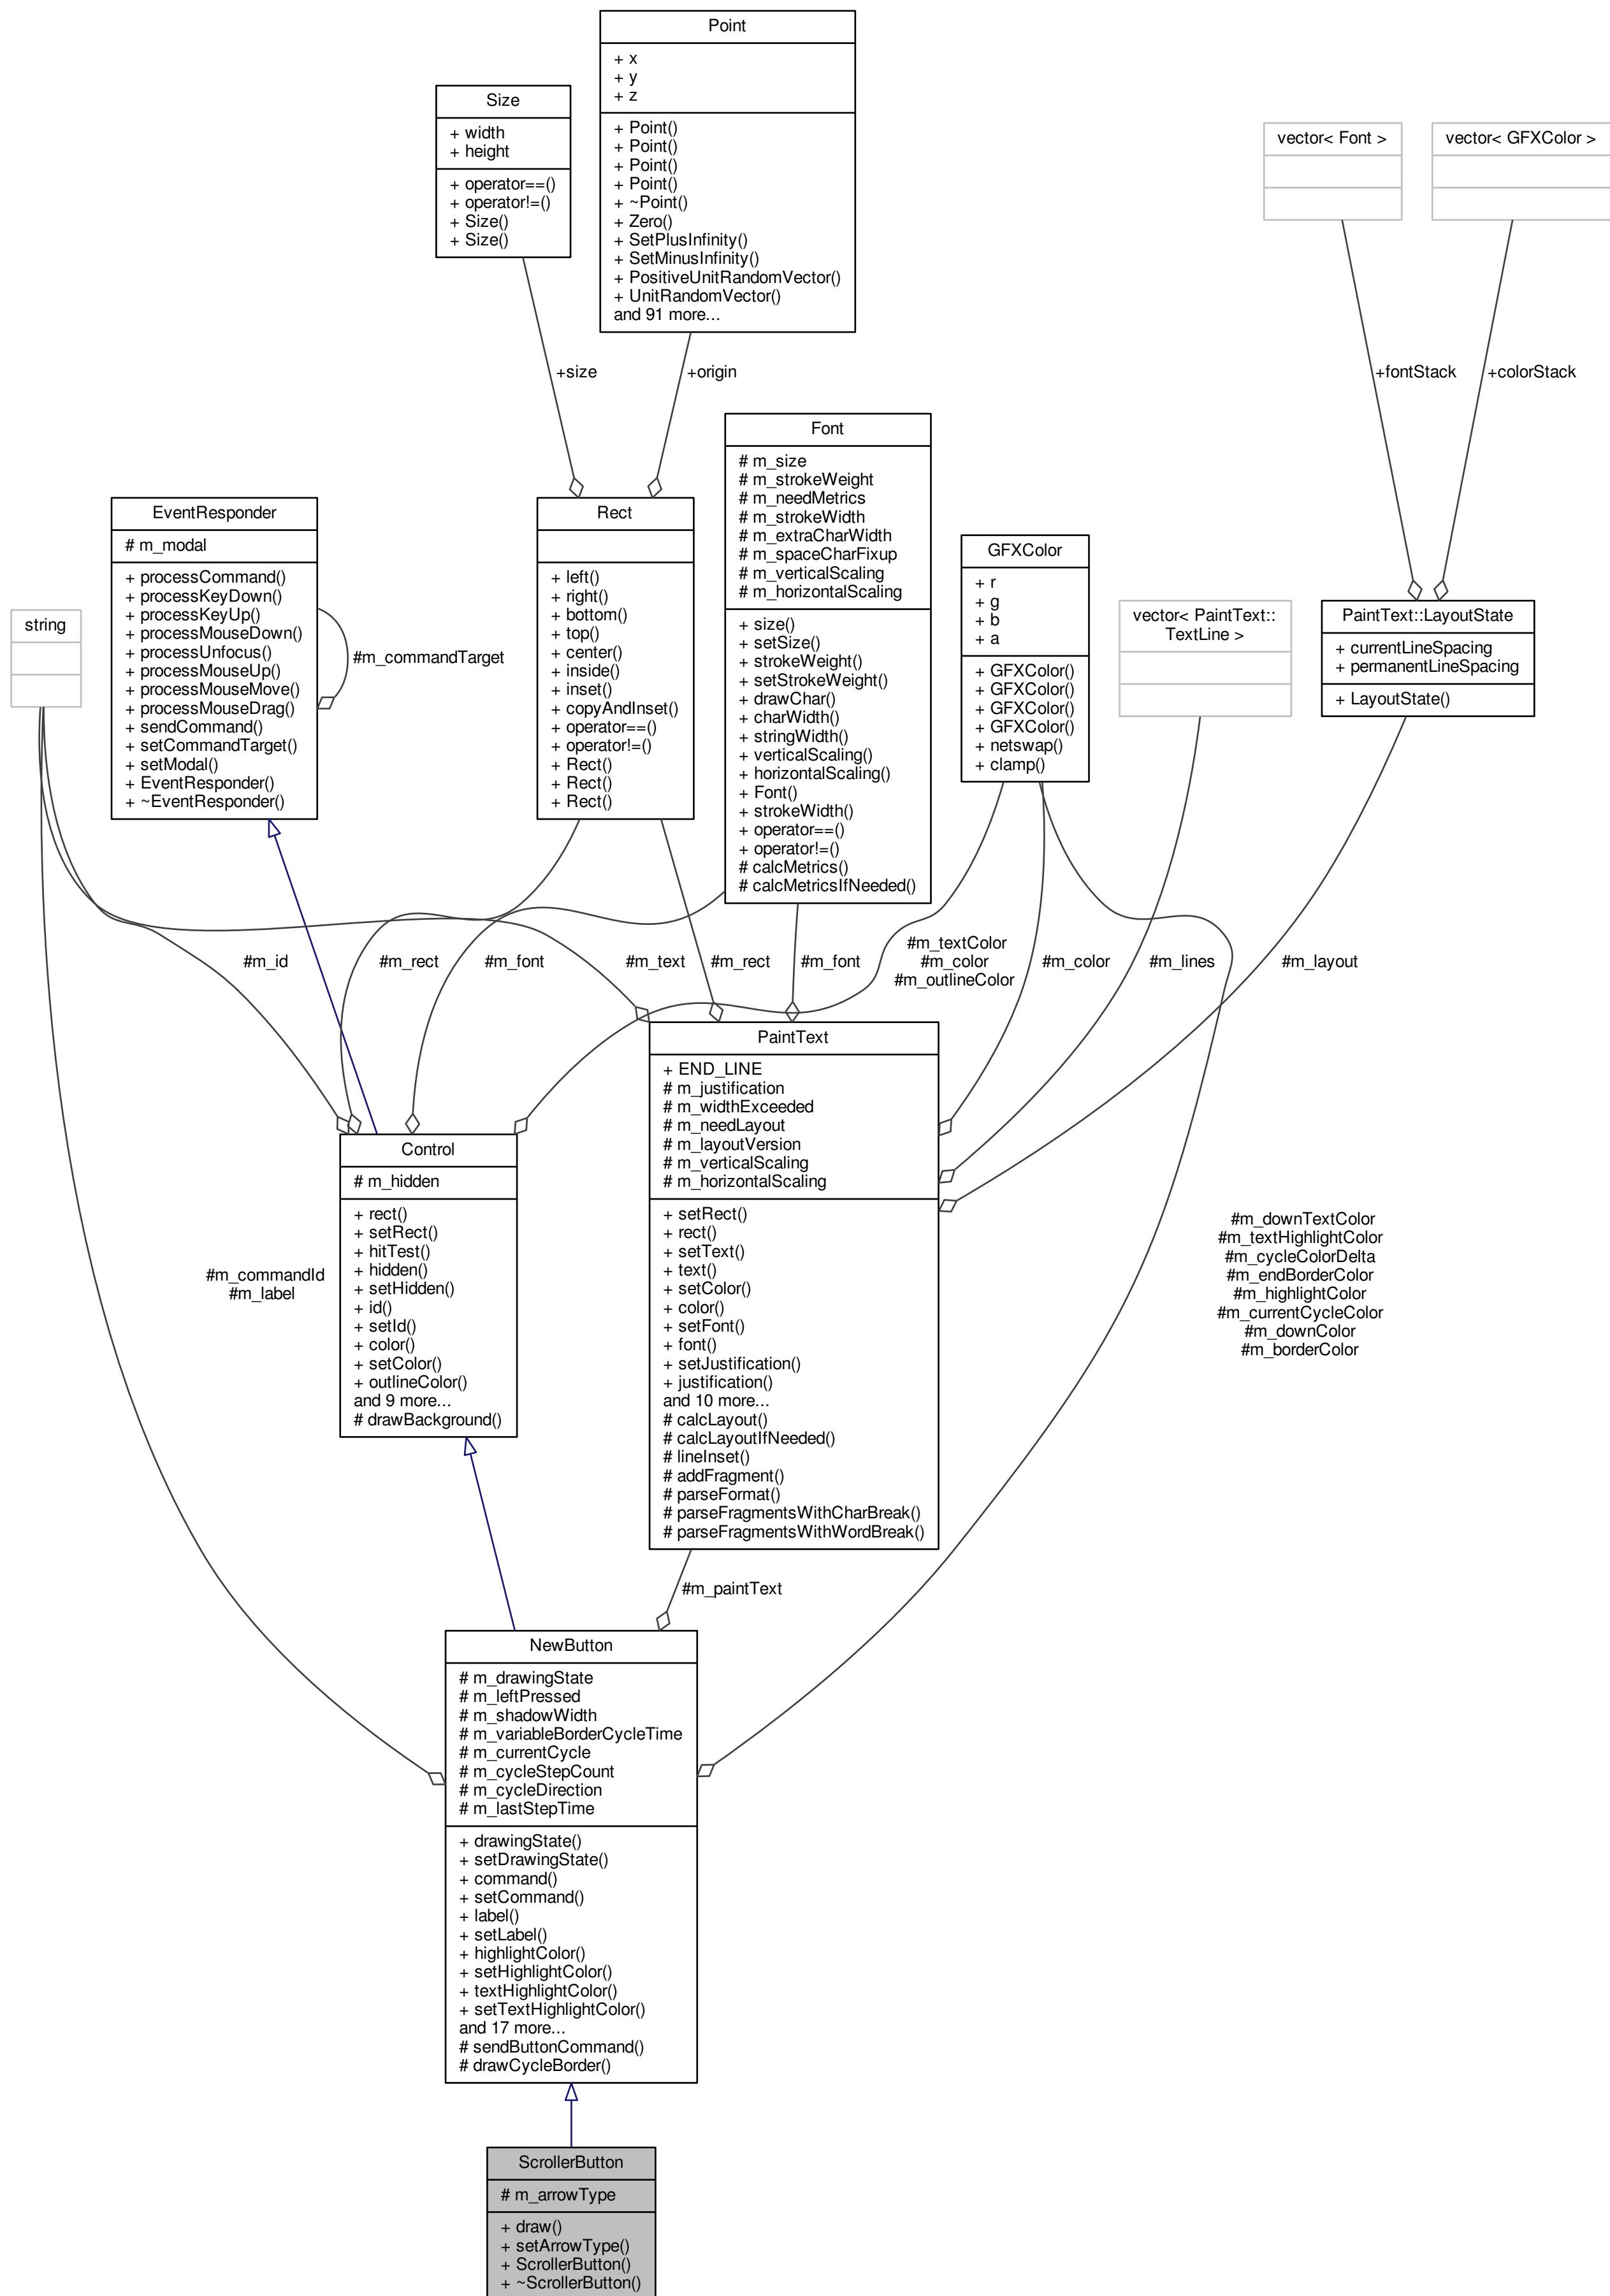 Point
+ x
+ y
+ z
+ Point()
+ Point()
+ Point()
+ Point()
+ ~Point()
+ Zero()
+ SetPlusInfinity()
+ SetMinusInfinity()
+ PositiveUnitRandomVector()
+ UnitRandomVector()
and 91 more...
Size
+ width
+ height
+ operator==()
+ operator!=()
+ Size()
+ Size()
vector< Font >
vector< GFXColor >
+size
+origin
+fontStack
+colorStack
Font
# m_size
# m_strokeWeight
# m_needMetrics
# m_strokeWidth
# m_extraCharWidth
# m_spaceCharFixup
# m_verticalScaling
# m_horizontalScaling
+ size()
+ setSize()
+ strokeWeight()
+ setStrokeWeight()
+ drawChar()
+ charWidth()
+ stringWidth()
+ verticalScaling()
+ horizontalScaling()
+ Font()
+ strokeWidth()
+ operator==()
+ operator!=()
# calcMetrics()
# calcMetricsIfNeeded()
EventResponder
# m_modal
+ processCommand()
+ processKeyDown()
+ processKeyUp()
+ processMouseDown()
+ processUnfocus()
+ processMouseUp()
+ processMouseMove()
+ processMouseDrag()
+ sendCommand()
+ setCommandTarget()
+ setModal()
+ EventResponder()
+ ~EventResponder()
#m_commandTarget
Rect
+ left()
+ right()
+ bottom()
+ top()
+ center()
+ inside()
+ inset()
+ copyAndInset()
+ operator==()
+ operator!=()
+ Rect()
+ Rect()
+ Rect()
GFXColor
+ r
+ g
+ b
+ a
+ GFXColor()
+ GFXColor()
+ GFXColor()
+ GFXColor()
+ netswap()
+ clamp()
string
vector< PaintText::
TextLine >
PaintText::LayoutState
+ currentLineSpacing
+ permanentLineSpacing
+ LayoutState()
#m_id
#m_rect
#m_font
#m_text
#m_rect
#m_font
#m_textColor
#m_color
#m_outlineColor
#m_color
#m_lines
#m_layout
PaintText
+ END_LINE
# m_justification
# m_widthExceeded
# m_needLayout
# m_layoutVersion
# m_verticalScaling
# m_horizontalScaling
+ setRect()
+ rect()
+ setText()
+ text()
+ setColor()
+ color()
+ setFont()
+ font()
+ setJustification()
+ justification()
and 10 more...
# calcLayout()
# calcLayoutIfNeeded()
# lineInset()
# addFragment()
# parseFormat()
# parseFragmentsWithCharBreak()
# parseFragmentsWithWordBreak()
Control
# m_hidden
+ rect()
+ setRect()
+ hitTest()
+ hidden()
+ setHidden()
+ id()
+ setId()
+ color()
+ setColor()
+ outlineColor()
and 9 more...
# drawBackground()
#m_commandId
#m_label
#m_downTextColor
#m_textHighlightColor
#m_cycleColorDelta
#m_endBorderColor
#m_highlightColor
#m_currentCycleColor
#m_downColor
#m_borderColor
#m_paintText
NewButton
# m_drawingState
# m_leftPressed
# m_shadowWidth
# m_variableBorderCycleTime
# m_currentCycle
# m_cycleStepCount
# m_cycleDirection
# m_lastStepTime
+ drawingState()
+ setDrawingState()
+ command()
+ setCommand()
+ label()
+ setLabel()
+ highlightColor()
+ setHighlightColor()
+ textHighlightColor()
+ setTextHighlightColor()
and 17 more...
# sendButtonCommand()
# drawCycleBorder()
ScrollerButton
# m_arrowType
+ draw()
+ setArrowType()
+ ScrollerButton()
+ ~ScrollerButton()